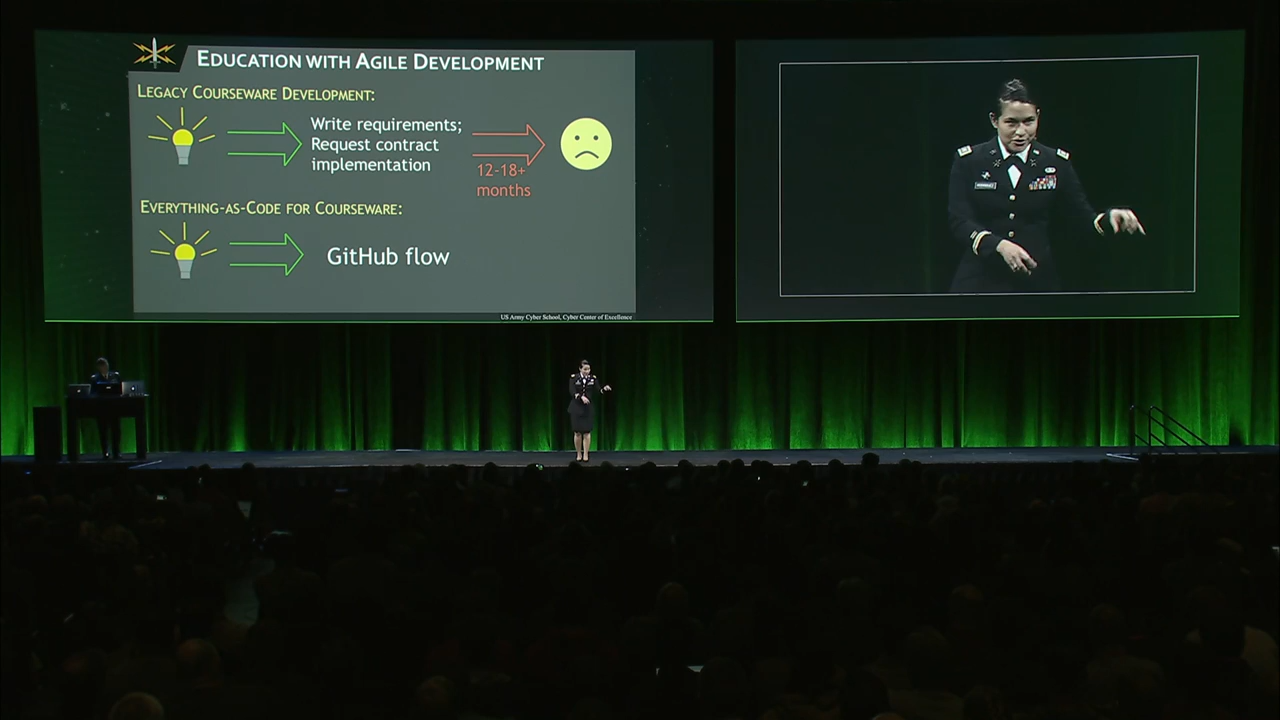 EDUCATION WITH AGILE DEVELOPMENT
LEGACY COURSEWARE DEVELOPMENT:
Write requirements;
Request contract
implementation
12-18+
months
EVERYTHING-AS-CODE FOR COURSEWARE:
GitHub flow
US Army Cyber School, Cyber Center of Excellence